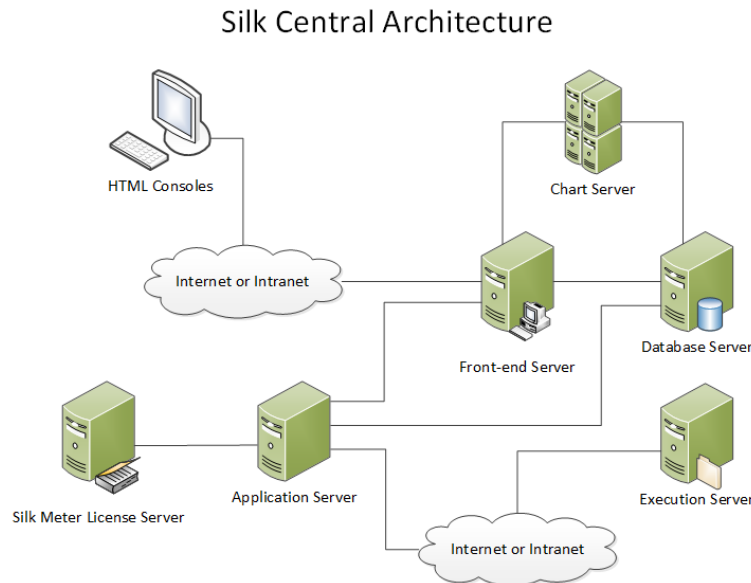 Silk Central Architecture
HTML Consoles
Chart Server
Internet or Intranet
Front-end Server
Database Server
Silk Meter License Server
Application Server
Execution Server
Internet or Intranet